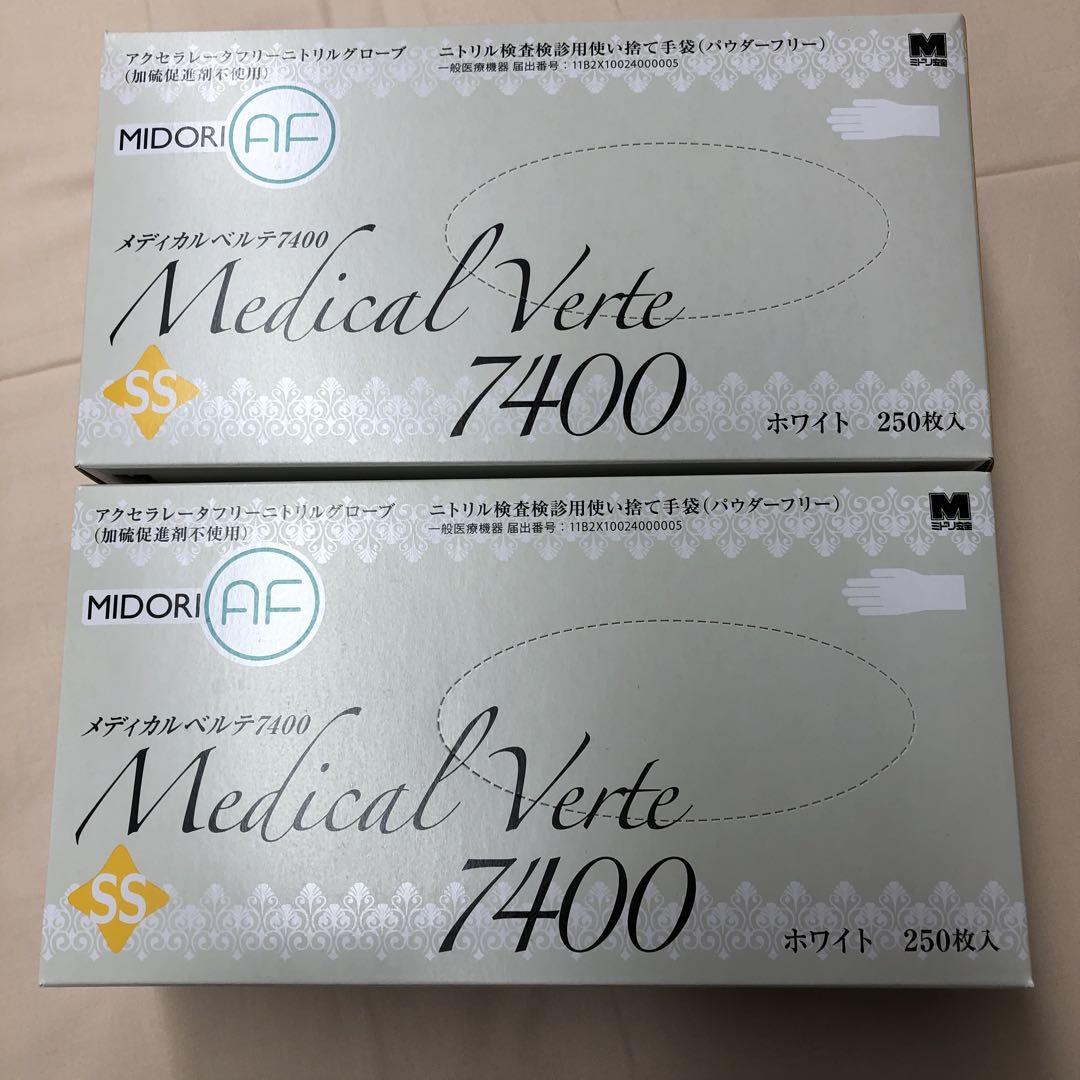 アクセラレータフリーニトリルグローブ
(加硫促進剤不使用)
ニトリル検査検診用使い捨て手袋(パウダーフリー)
一般医療機器 届出番号:11B2X10024000005
M
ミドリ安全
MIDORI AF
メディカルベルテ7400
Medical Verte
7400
SS
ホワイト 250枚入
アクセラレータフリーニトリルグローブ
(加硫促進剤不使用)
ニトリル検査検診用使い捨て手袋(パウダーフリー)
一般医療機器 届出番号:11B2X10024000005
M
ミドリ安全
MIDORI AF
メディカルベルテ7400
Medical Verte
7400
SS
ホワイト 250枚入